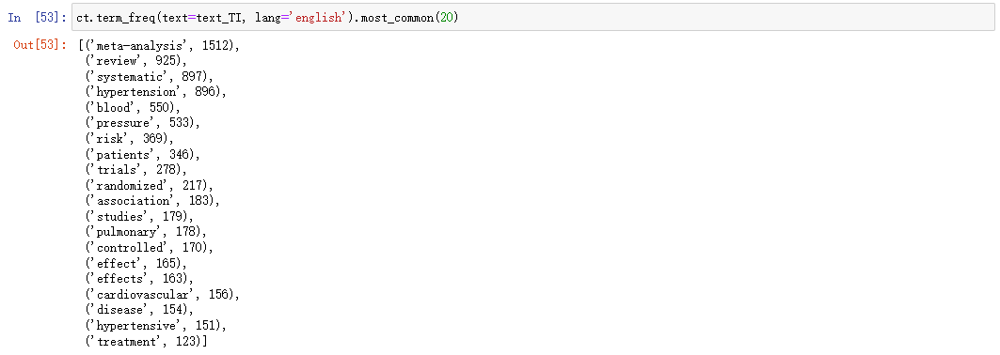 In [53]: ct.term_freq(text=text_TI, lang='english').most_common(20)
Out[53]: [('meta-analysis', 1512),
('review', 925),
('systematic', 897),
('hypertension', 896),
('blood', 550),
('pressure', 533),
('risk', 369),
('patients', 346),
('trials', 278),
('randomized', 217),
('association', 183),
('studies', 179),
('pulmonary', 178),
('controlled', 170),
('effect', 165),
('effects', 163),
('cardiovascular', 156),
('disease', 154),
('hypertensive', 151),
('treatment', 123)]